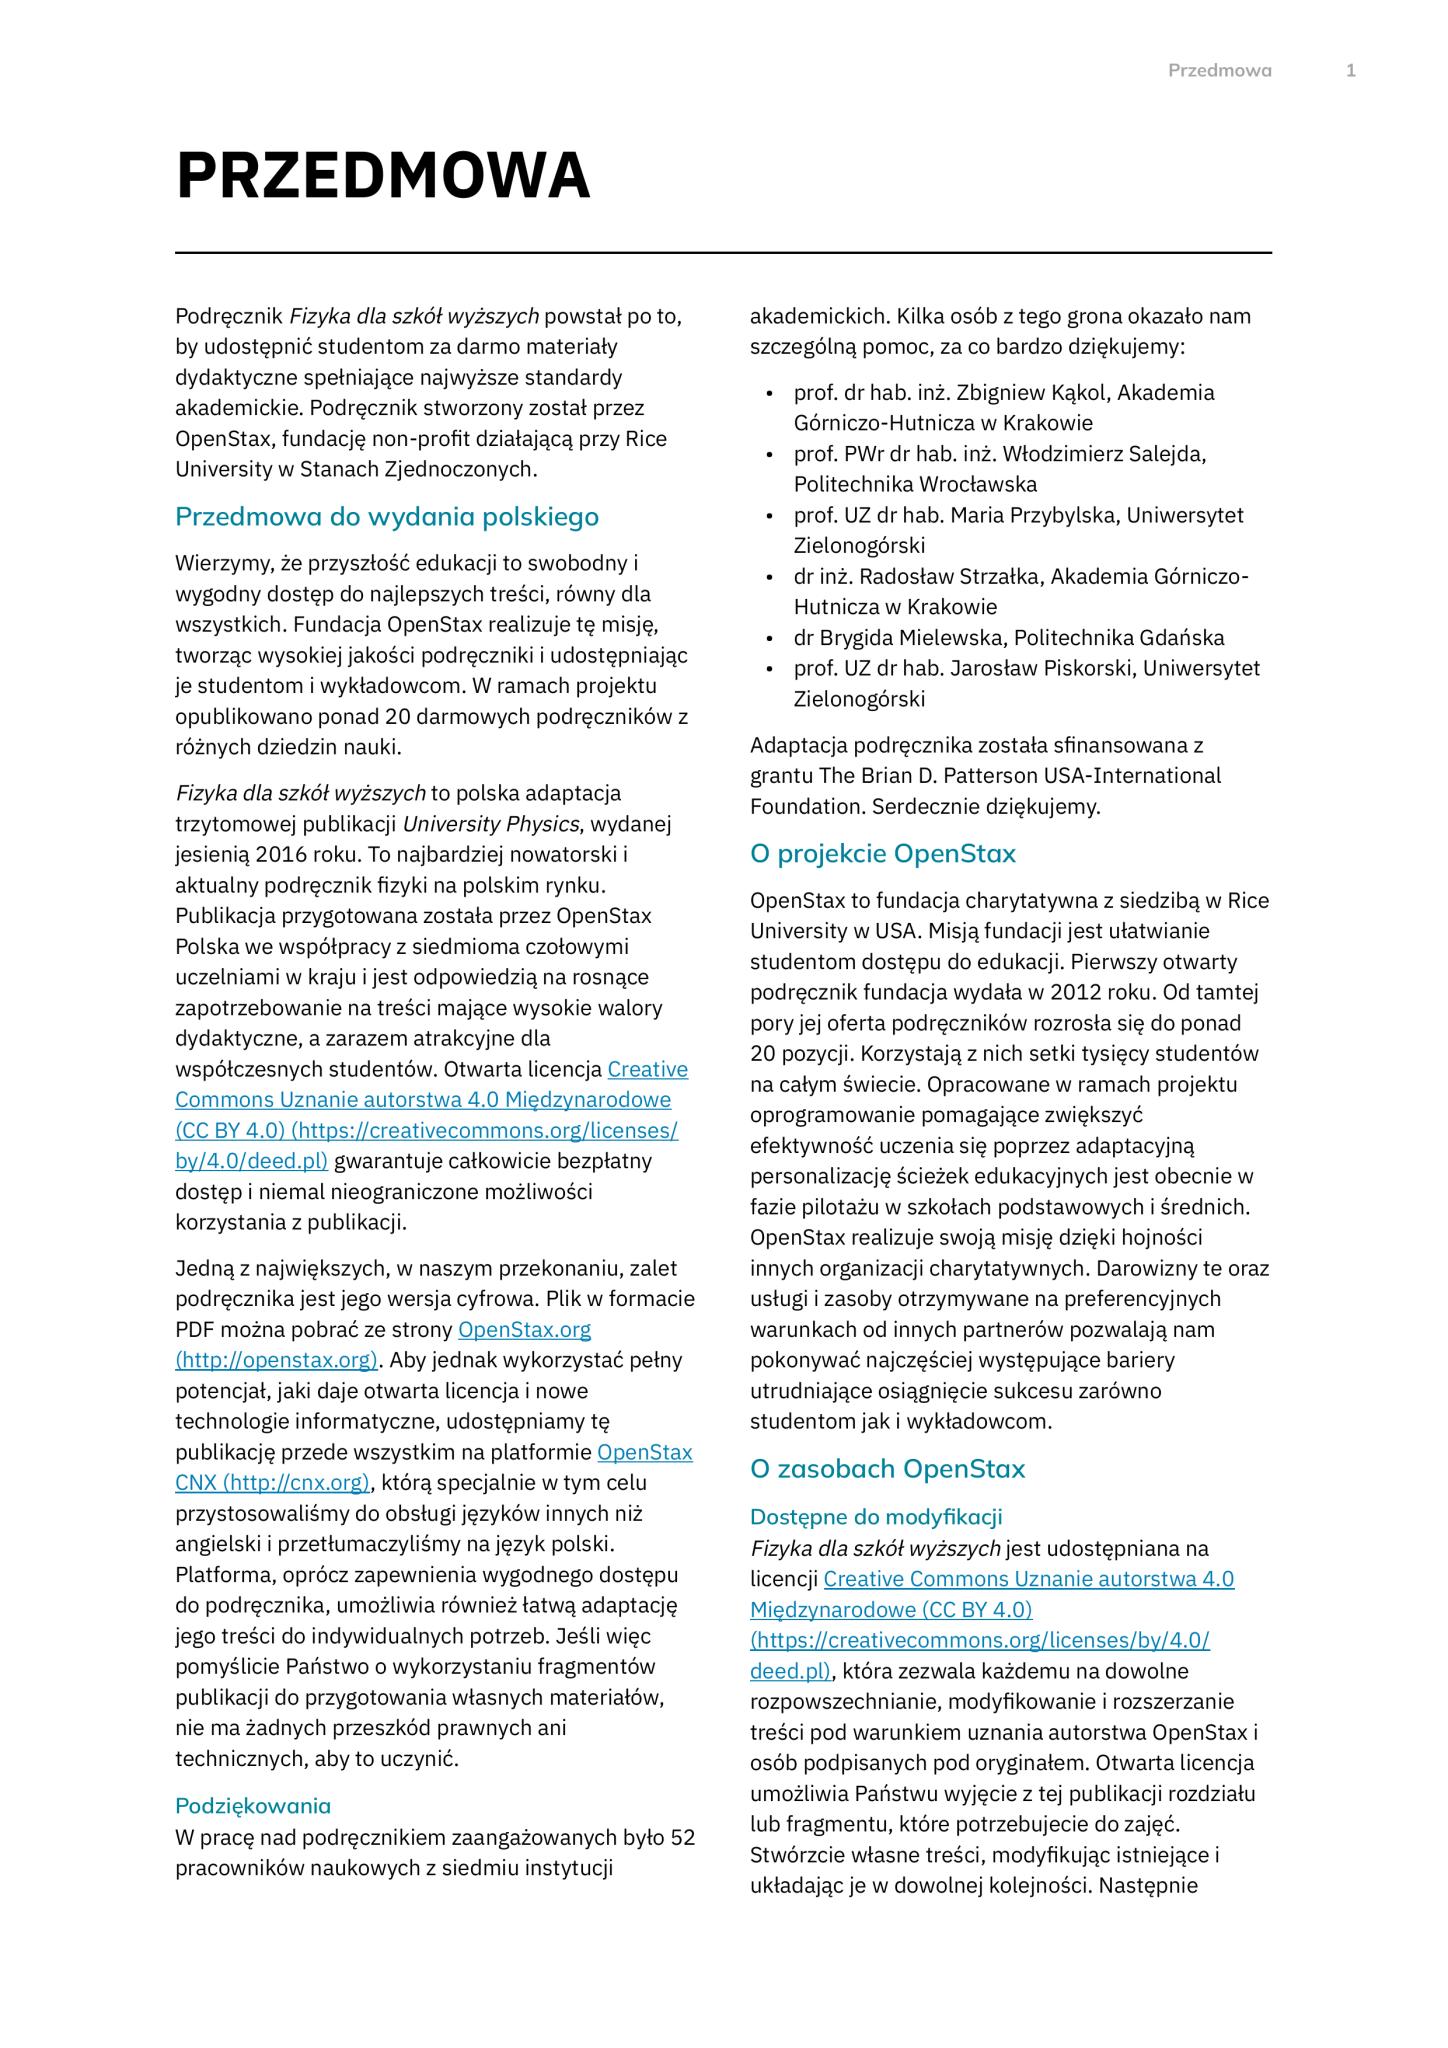 Przedmowa 1
PRZEDMOWA
Podręcznik Fizyka dla szkół wyższych powstał po to,
by udostępnić studentom za darmo materiały
dydaktyczne spełniające najwyższe standardy
akademickie. Podręcznik stworzony został przez
OpenStax, fundację non-profit działającą przy Rice
University w Stanach Zjednoczonych.
Przedmowa do wydania polskiego
Wierzymy, że przyszłość edukacji to swobodny i
wygodny dostęp do najlepszych treści, równy dla
wszystkich. Fundacja OpenStax realizuje tę misję,
tworząc wysokiej jakości podręczniki i udostępniając
je studentom i wykładowcom. W ramach projektu
opublikowano ponad 20 darmowych podręczników z
różnych dziedzin nauki.
Fizyka dla szkół wyższych to polska adaptacja
trzytomowej publikacji University Physics, wydanej
jesienią 2016 roku. To najbardziej nowatorski i
aktualny podręcznik fizyki na polskim rynku.
Publikacja przygotowana została przez OpenStax
Polska we współpracy z siedmioma czołowymi
uczelniami w kraju i jest odpowiedzią na rosnące
zapotrzebowanie na treści mające wysokie walory
dydaktyczne, a zarazem atrakcyjne dla
współczesnych studentów. Otwarta licencja Creative
Commons Uznanie autorstwa 4.0 Międzynarodowe
(CC BY 4.0) (https://creativecommons.org/licenses/
by/4.0/deed.pl) gwarantuje całkowicie bezpłatny
dostęp i niemal nieograniczone możliwości
korzystania z publikacji.
Jedną z największych, w naszym przekonaniu, zalet
podręcznika jest jego wersja cyfrowa. Plik w formacie
PDF można pobrać ze strony OpenStax.org
(http://openstax.org). Aby jednak wykorzystać pełny
potencjał, jaki daje otwarta licencja i nowe
technologie informatyczne, udostępniamy tę
publikację przede wszystkim na platformie OpenStax
CNX (http://cnx.org), którą specjalnie w tym celu
przystosowaliśmy do obsługi języków innych niż
angielski i przetłumaczyliśmy na język polski.
Platforma, oprócz zapewnienia wygodnego dostępu
do podręcznika, umożliwia również łatwą adaptację
jego treści do indywidualnych potrzeb. Jeśli więc
pomyślicie Państwo o wykorzystaniu fragmentów
publikacji do przygotowania własnych materiałów,
nie ma żadnych przeszkód prawnych ani
technicznych, aby to uczynić.
Podziękowania
W pracę nad podręcznikiem zaangażowanych było 52
pracowników naukowych z siedmiu instytucji
akademickich. Kilka osób z tego grona okazało nam
szczególną pomoc, za co bardzo dziękujemy:
• prof. dr hab. inż. Zbigniew Kąkol, Akademia
Górniczo-Hutnicza w Krakowie
• prof. PWr dr hab. inż. Włodzimierz Salejda,
Politechnika Wrocławska
• prof. UZ dr hab. Maria Przybylska, Uniwersytet
Zielonogórski
• dr inż. Radosław Strzałka, Akademia Górniczo-
Hutnicza w Krakowie
• dr Brygida Mielewska, Politechnika Gdańska
• prof. UZ dr hab. Jarosław Piskorski, Uniwersytet
Zielonogórski
Adaptacja podręcznika została sfinansowana z
grantu The Brian D. Patterson USA-International
Foundation. Serdecznie dziękujemy.
O projekcie OpenStax
OpenStax to fundacja charytatywna z siedzibą w Rice
University w USA. Misją fundacji jest ułatwianie
studentom dostępu do edukacji. Pierwszy otwarty
podręcznik fundacja wydała w 2012 roku. Od tamtej
pory jej oferta podręczników rozrosła się do ponad
20 pozycji. Korzystają z nich setki tysięcy studentów
na całym świecie. Opracowane w ramach projektu
oprogramowanie pomagające zwiększyć
efektywność uczenia się poprzez adaptacyjną
personalizację ścieżek edukacyjnych jest obecnie w
fazie pilotażu w szkołach podstawowych i średnich.
OpenStax realizuje swoją misję dzięki hojności
innych organizacji charytatywnych. Darowizny te oraz
usługi i zasoby otrzymywane na preferencyjnych
warunkach od innych partnerów pozwalają nam
pokonywać najczęściej występujące bariery
utrudniające osiągnięcie sukcesu zarówno
studentom jak i wykładowcom.
O zasobach OpenStax
Dostępne do modyfikacji
Fizyka dla szkół wyższych jest udostępniana na
licencji Creative Commons Uznanie autorstwa 4.0
Międzynarodowe (CC BY 4.0)
(https://creativecommons.org/licenses/by/4.0/
deed.pl), która zezwala każdemu na dowolne
rozpowszechnianie, modyfikowanie i rozszerzanie
treści pod warunkiem uznania autorstwa OpenStax i
osób podpisanych pod oryginałem. Otwarta licencja
umożliwia Państwu wyjęcie z tej publikacji rozdziału
lub fragmentu, które potrzebujecie do zajęć.
Stwórzcie własne treści, modyfikując istniejące i
układając je w dowolnej kolejności. Następnie